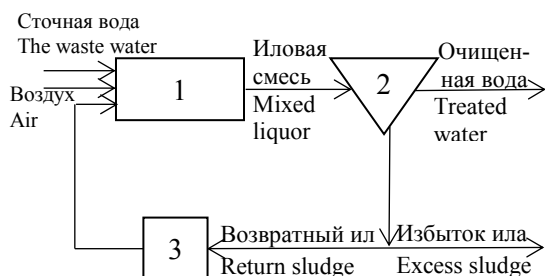 Сточная вода
The waste water
Воздух
Air
1
Иловая
смесь
Mixed
liquor
2
Очищен-
ная вода
Treated
water
3
Возвратный ил
Return sludge
Избыток ила
Excess sludge